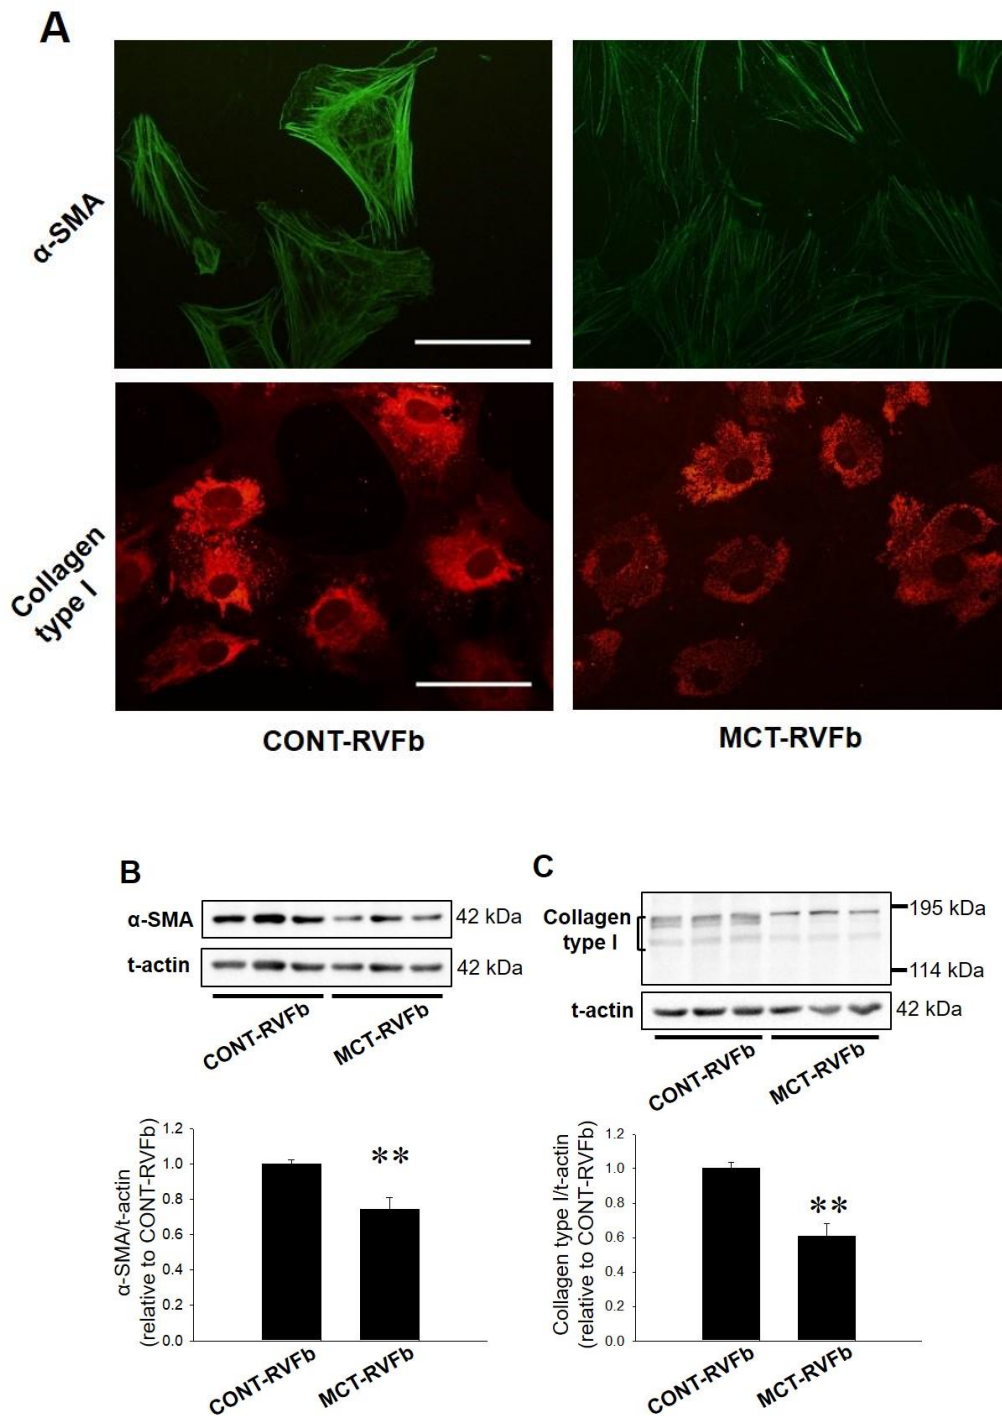 A
α-SMA
Collagen
type I
CONT-RVFb
MCT-RVFb
B
α-SMA
42 kDa
t-actin
42 kDa
CONT-RVFb
MCT-RVFb
α-SMA/t-actin
(relative to CONT-RVFb)
1.2
1.0
0.8
0.6
0.4
0.2
0.0
**
CONT-RVFb
MCT-RVFb
C
Collagen
type I
195 kDa
114 kDa
t-actin
42 kDa
CONT-RVFb
MCT-RVFb
Collagen type I/t-actin
(relative to CONT-RVFb)
1.2
1.0
0.8
0.6
0.4
0.2
0.0
**
CONT-RVFb
MCT-RVFb